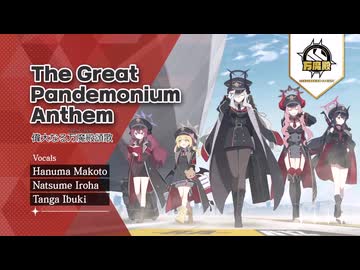 The Great
Pandemonium
Anthem
偉大なる万魔殿頌歌
Vocals
Hanuma Makoto
Natsume Iroha
Tanga Ibuki
万魔殿